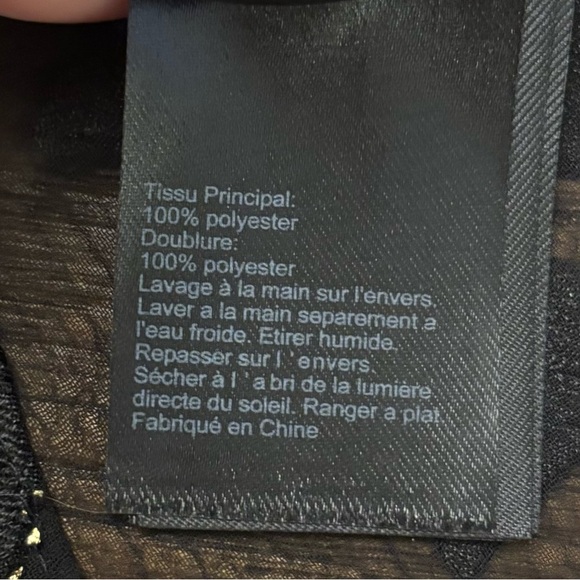 Tissu Principal:
100% polyester
Doublure:
100% polyester
Lavage à la main sur l'envers.
Laver a la main separement a
l'eau froide. Etirer humide.
Repasser sur l 'envers.
Sécher à l 'abri de la lumière
directe du soleil. Ranger a plat
Fabriqué en Chine